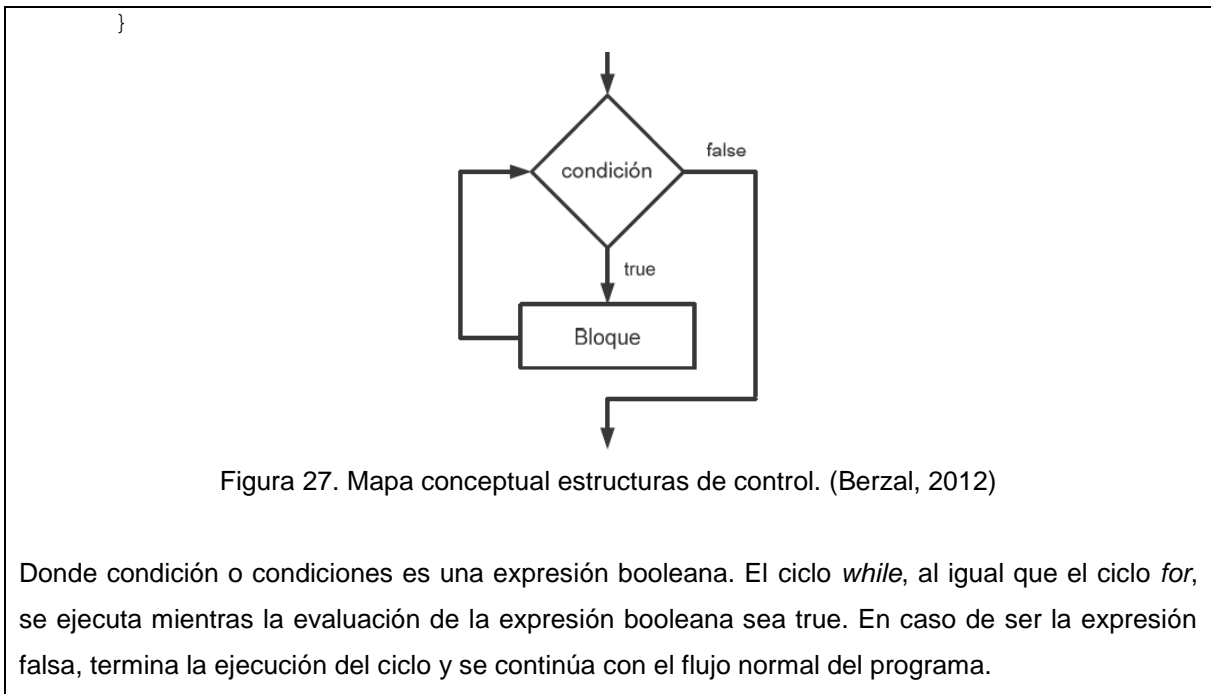 }
condición
false
true
Bloque
Figura 27. Mapa conceptual estructuras de control. (Berzal, 2012)
Donde condición o condiciones es una expresión booleana. El ciclo while, al igual que el ciclo for,
se ejecuta mientras la evaluación de la expresión booleana sea true. En caso de ser la expresión
falsa, termina la ejecución del ciclo y se continúa con el flujo normal del programa.